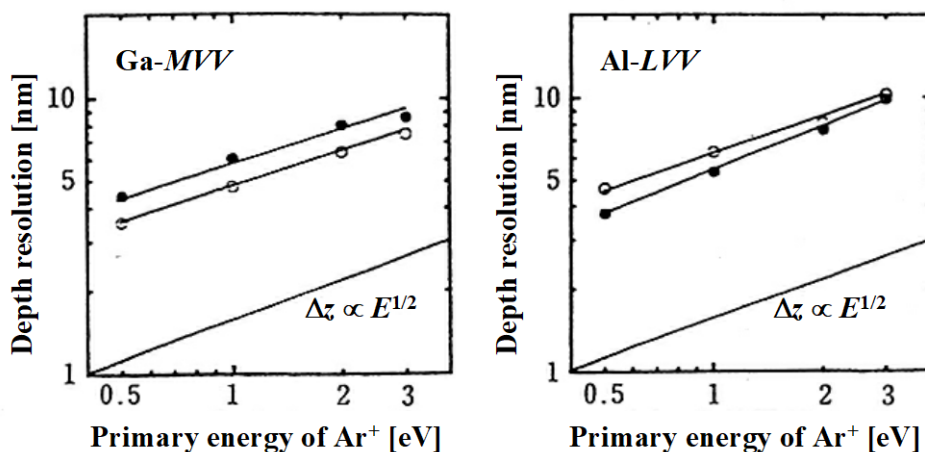 Ga-MVV
Depth resolution [nm]
10
5
1
Δz ∝ E1/2
0.5 1 2 3
Primary energy of Ar+ [eV]
Al-LVV
Depth resolution [nm]
10
5
1
Δz ∝ E1/2
0.5 1 2 3
Primary energy of Ar+ [eV]